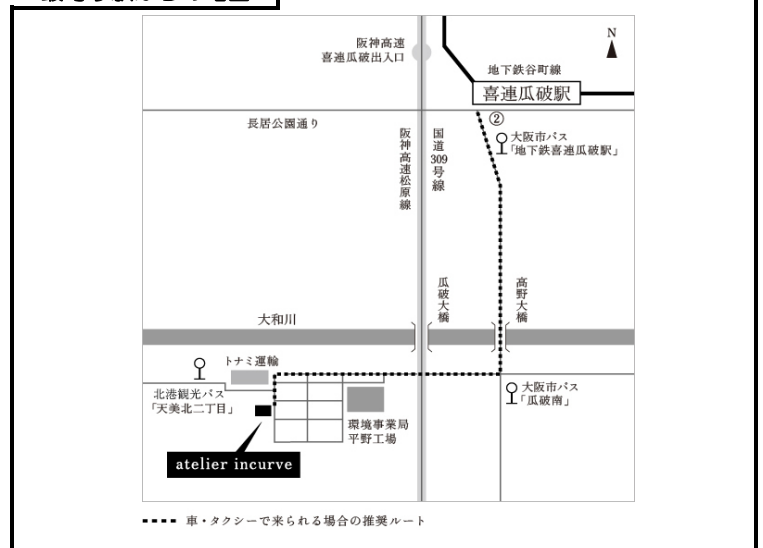 阪神高速
喜連瓜破出入口
N
地下鉄谷町線
喜連瓜破駅
長居公園通り
②
大阪市バス
「地下鉄喜連瓜破駅」
阪神高速松原線
国道309号線
瓜破大橋
高野大橋
大和川
トナミ運輸
北港観光バス
「天美北二丁目」
環境事業局
平野工場
大阪市バス
「瓜破南」
atelier incurve
車・タクシーで来られる場合の推奨ルート